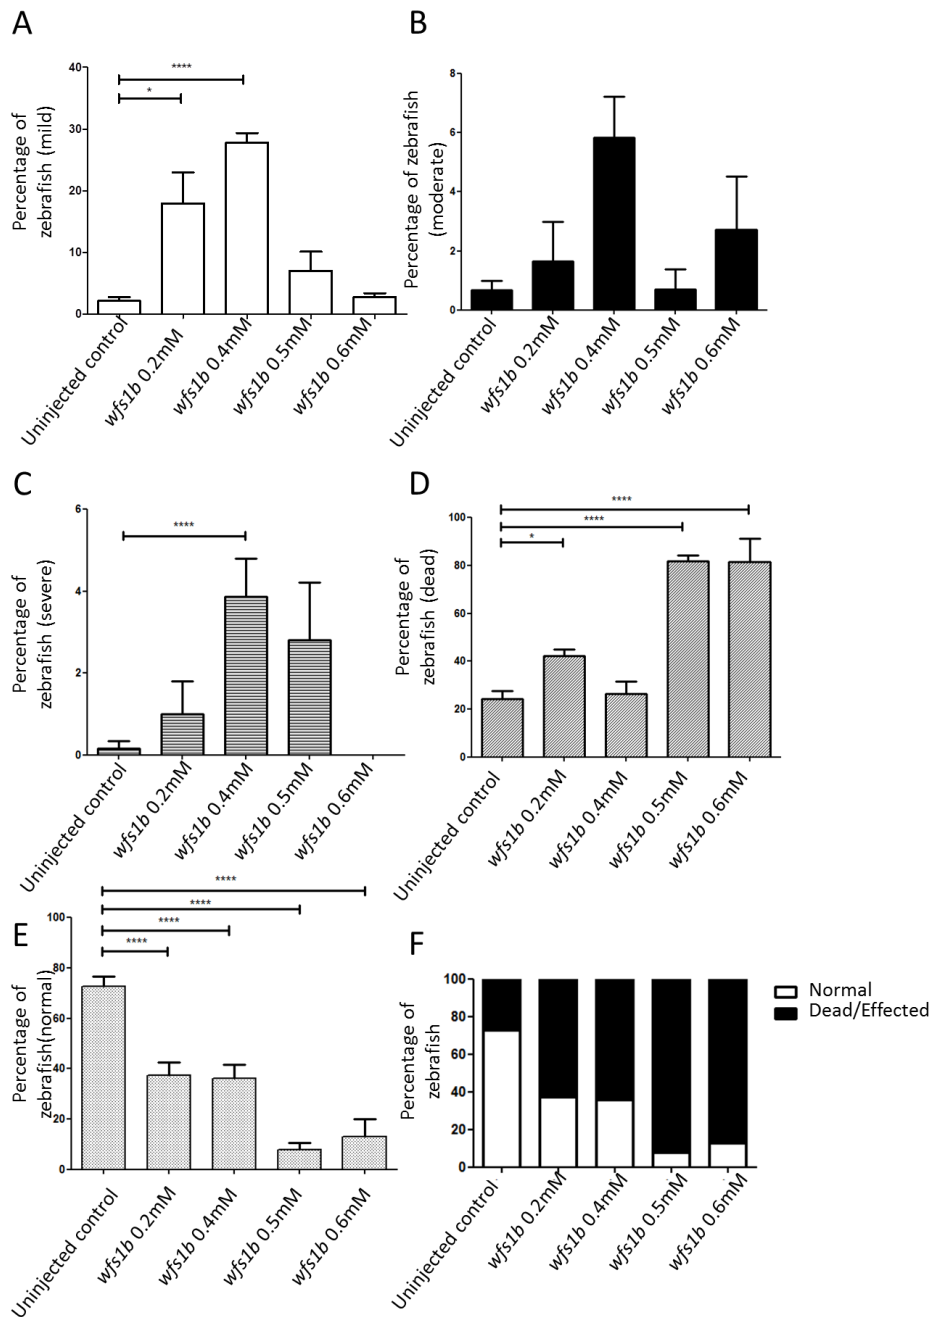 A
Percentage of
zebrafish (mild)
40
30
20
10
0
****
*
Uninjected control
wfs1b 0.2mM
wfs1b 0.4mM
wfs1b 0.5mM
wfs1b 0.6mM
B
Percentage of zebrafish
(moderate)
8
6
4
2
0
Uninjected control
wfs1b 0.2mM
wfs1b 0.4mM
wfs1b 0.5mM
wfs1b 0.6mM
C
Percentage of
zebrafish (severe)
6
4
2
0
****
Uninjected control
wfs1b 0.2mM
wfs1b 0.4mM
wfs1b 0.5mM
wfs1b 0.6mM
D
Percentage of
zebrafish (dead)
100
80
60
40
20
0
****
****
*
Uninjected control
wfs1b 0.2mM
wfs1b 0.4mM
wfs1b 0.5mM
wfs1b 0.6mM
E
Percentage of
zebrafish(normal)
100
80
60
40
20
0
****
****
****
****
Uninjected control
wfs1b 0.2mM
wfs1b 0.4mM
wfs1b 0.5mM
wfs1b 0.6mM
F
Percentage of
zebrafish
100
80
60
40
20
0
Normal
Dead/Effected
Uninjected control
wfs1b 0.2mM
wfs1b 0.4mM
wfs1b 0.5mM
wfs1b 0.6mM